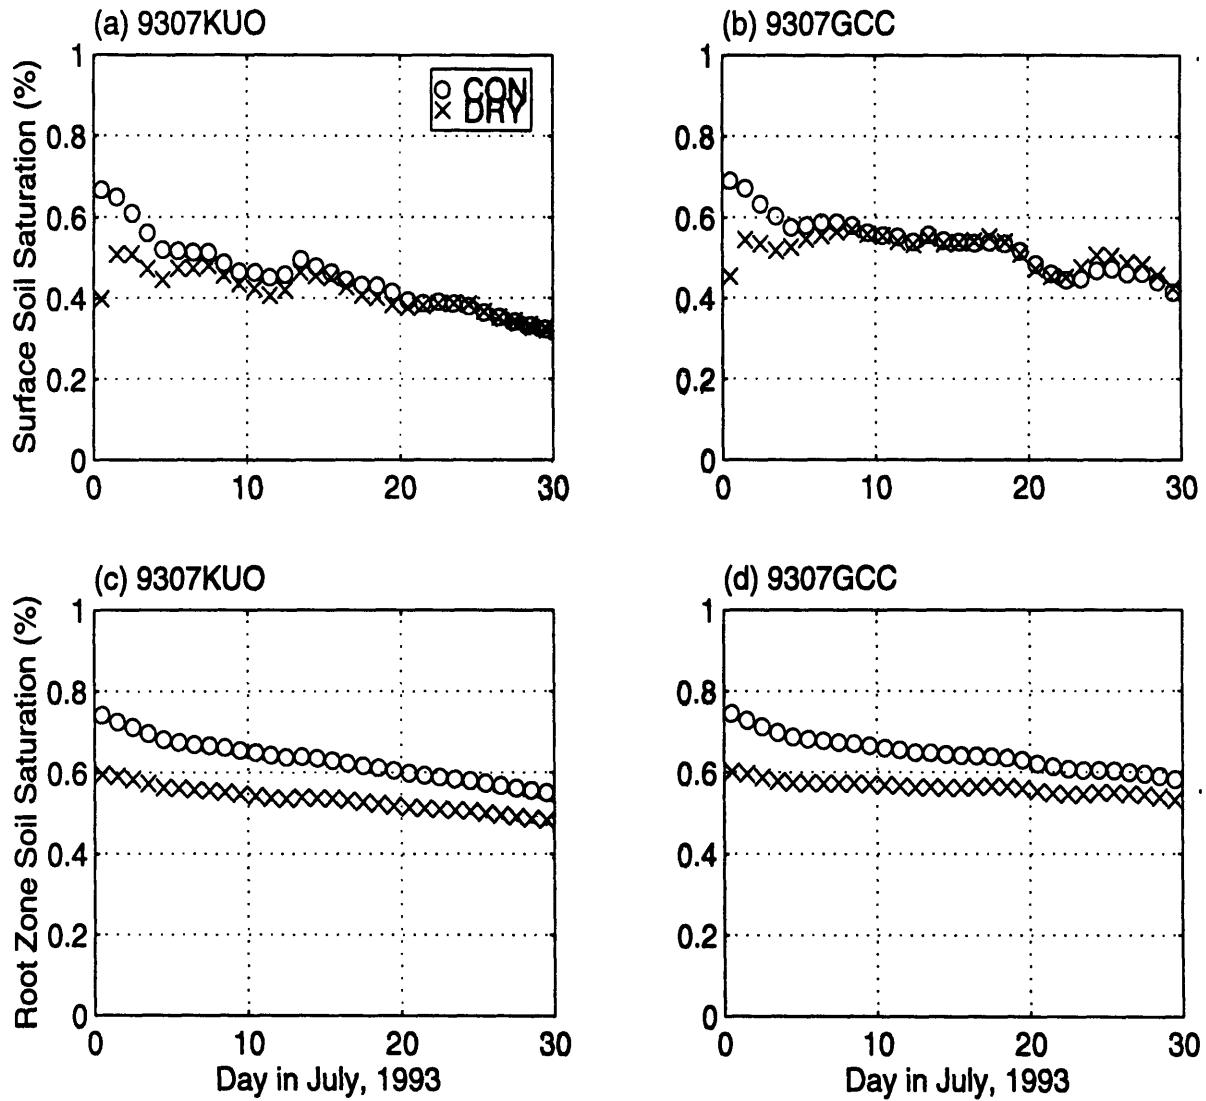 (a) 9307KUO
(b) 9307GCC
Surface Soil Saturation (%)
1
0.8
0.6
0.4
0.2
0
0 10 20 30
CON
DRY
1
0.8
0.6
0.4
0.2
0
0 10 20 30
(c) 9307KUO
(d) 9307GCC
Root Zone Soil Saturation (%)
1
0.8
0.6
0.4
0.2
0
0 10 20 30
Day in July, 1993
1
0.8
0.6
0.4
0.2
0
0 10 20 30
Day in July, 1993